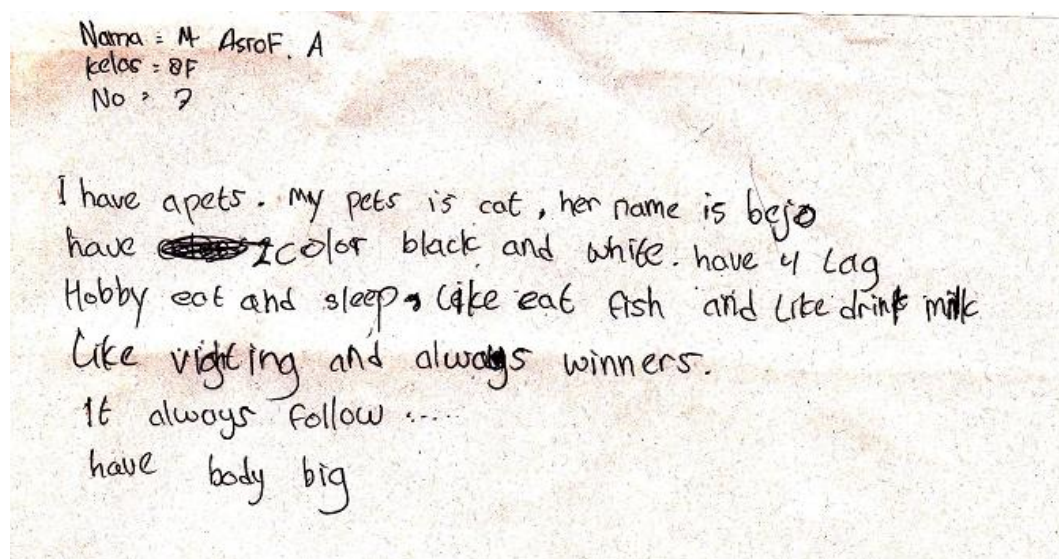 Nama = M AsroF. A
kelas = 8F
No = 7
I have apets. My pets is cat, her name is bejo
have 2 color black and white. have 4 Lag
Hobby eat and sleep, Like eat fish and Like drink milk
Like vighting and always winners.
It always follow .....
have body big